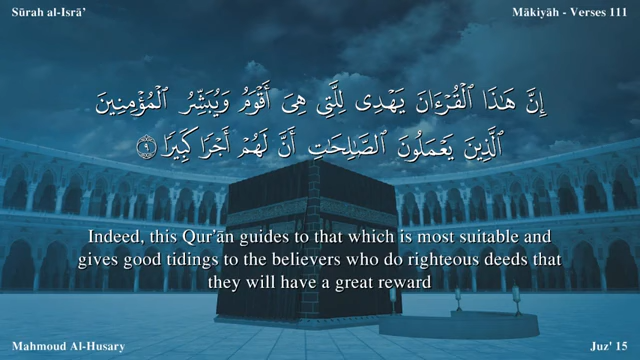 Sūrah al-Isrā’
Mākiyāh - Verses 111
إِنَّ هَٰذَا ٱلْقُرْءَانَ يَهْدِى لِلَّتِى هِىَ أَقْوَمُ وَيُبَشِّرُ ٱلْمُؤْمِنِينَ
ٱلَّذِينَ يَعْمَلُونَ ٱلصَّـٰلِحَـٰتِ أَنَّ لَهُمْ أَجْرًا كَبِيرًا ٩
Indeed, this Qur'ān guides to that which is most suitable and
gives good tidings to the believers who do righteous deeds that
they will have a great reward
Mahmoud Al-Husary
Juz' 15